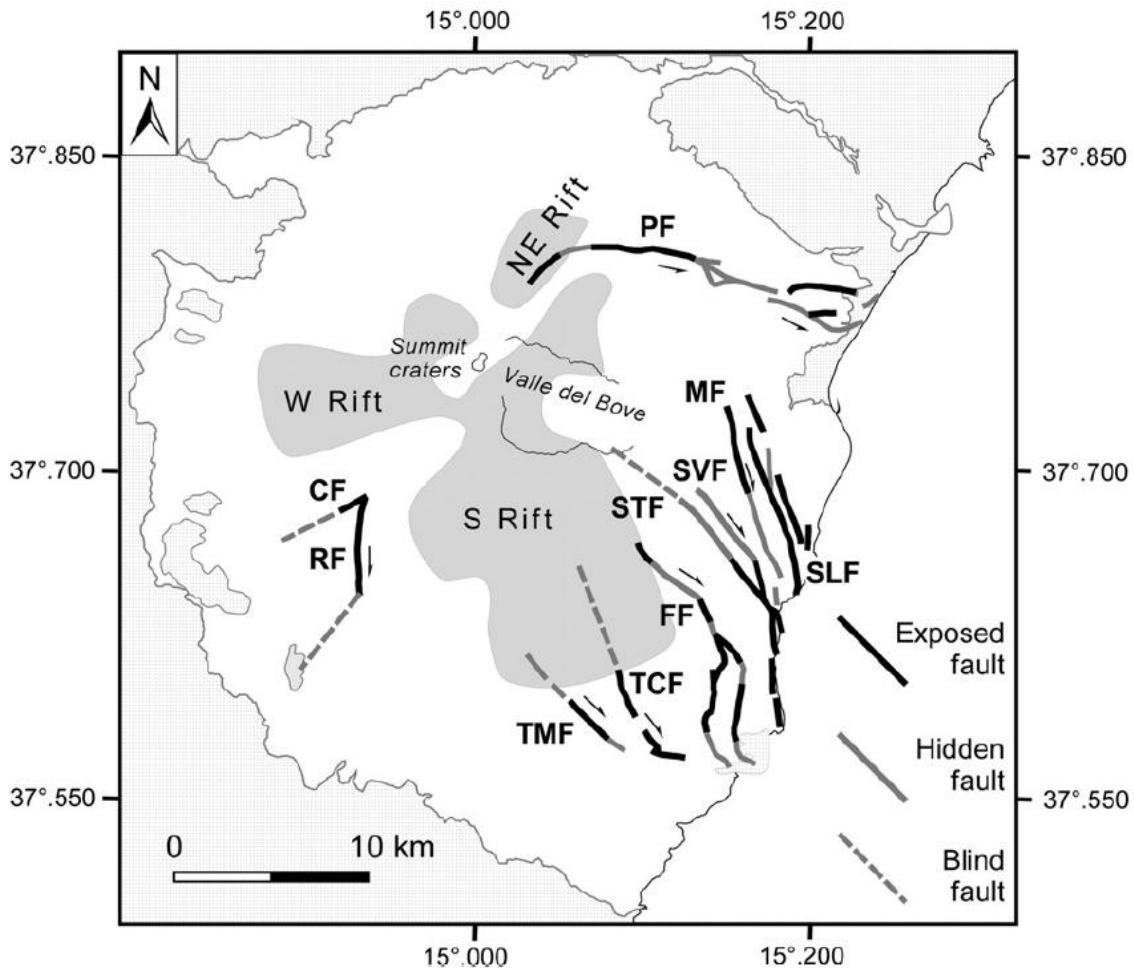 15°.000
15°.200
N
37°.850
37°.850
NE Rift
PF
Summit
craters
Valle del Bove
W Rift
MF
37°.700
37°.700
SVF
CF
STF
S Rift
RF
SLF
FF
Exposed
fault
TCF
TMF
Hidden
fault
37°.550
37°.550
0
10 km
Blind
fault
15°.000
15°.200